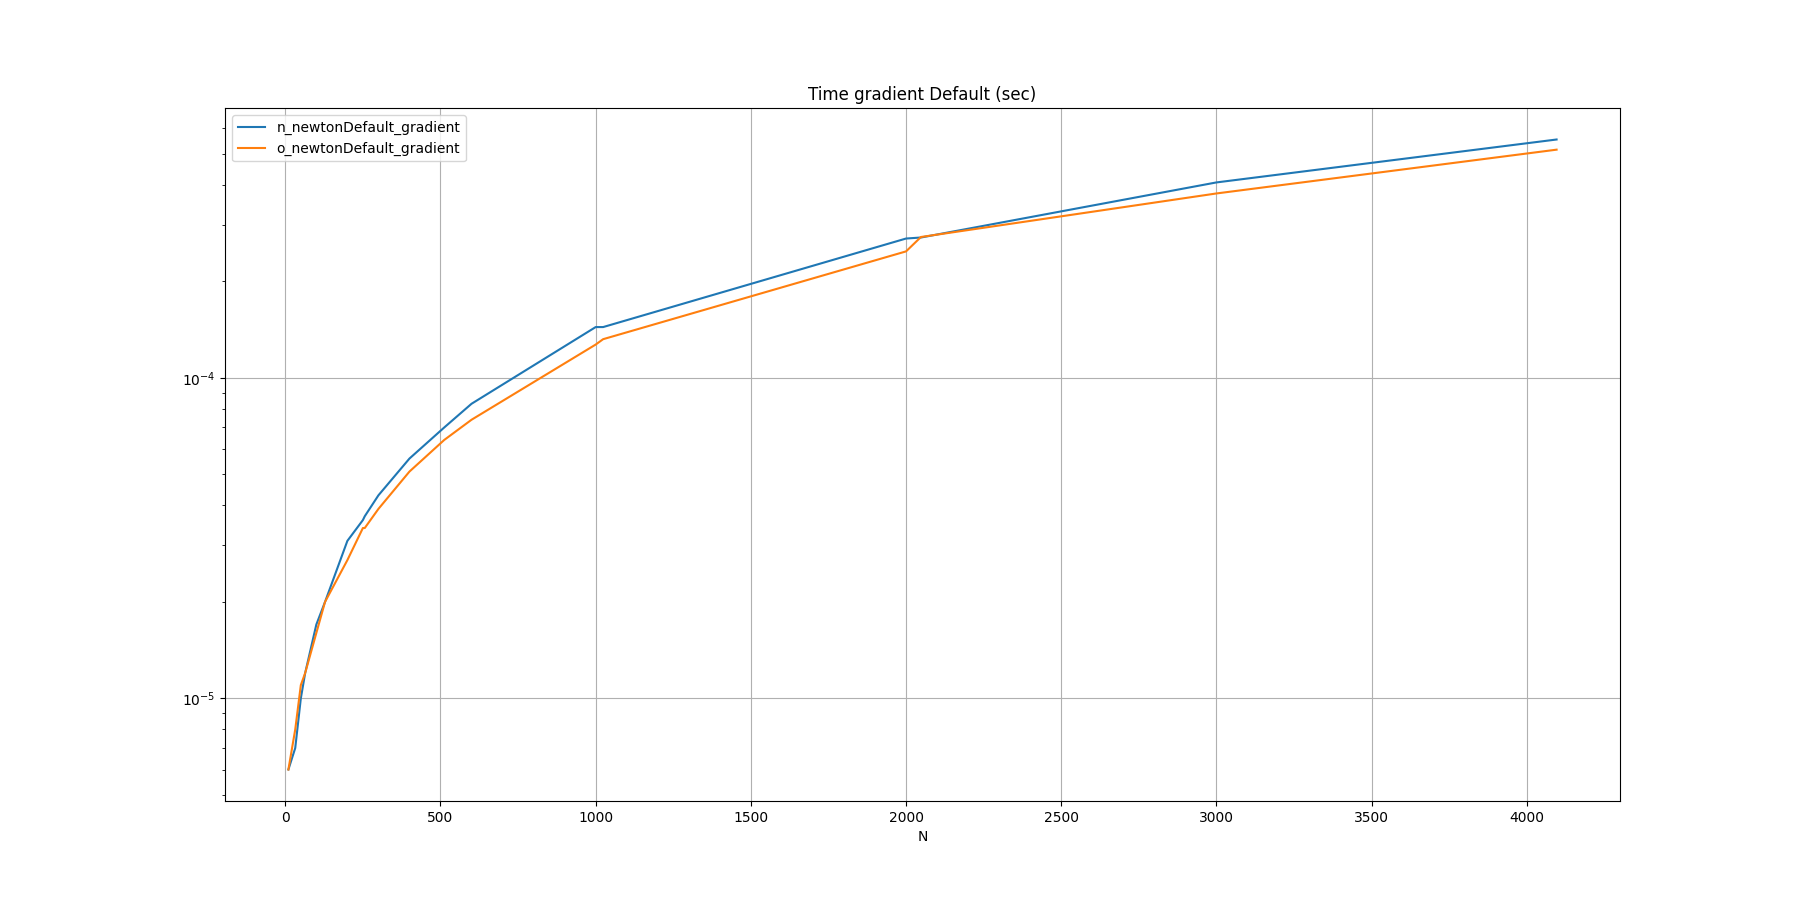 Time gradient Default (sec)
n_newtonDefault_gradient
o_newtonDefault_gradient
10⁻⁴
10⁻⁵
0 500 1000 1500 2000 2500 3000 3500 4000
N